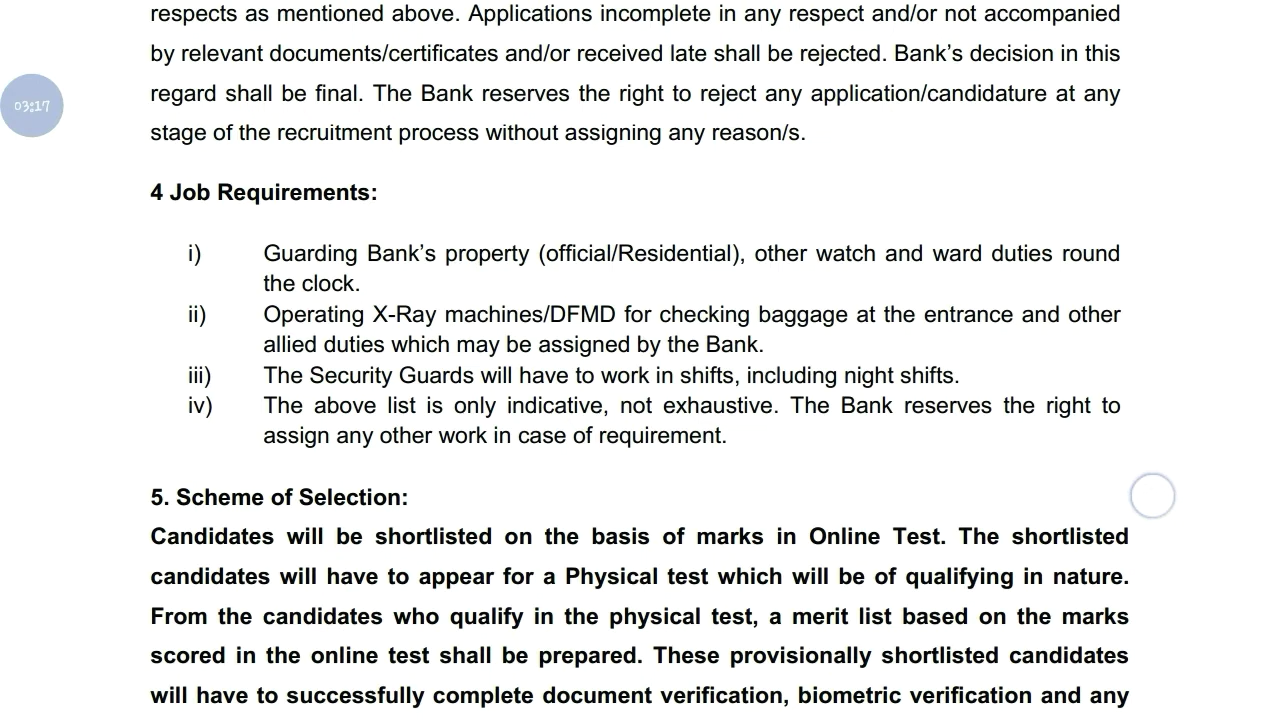 respects as mentioned above. Applications incomplete in any respect and/or not accompanied
by relevant documents/certificates and/or received late shall be rejected. Bank’s decision in this
03:17
regard shall be final. The Bank reserves the right to reject any application/candidature at any
stage of the recruitment process without assigning any reason/s.
4 Job Requirements:
i) Guarding Bank’s property (official/Residential), other watch and ward duties round
the clock.
ii) Operating X-Ray machines/DFMD for checking baggage at the entrance and other
allied duties which may be assigned by the Bank.
iii) The Security Guards will have to work in shifts, including night shifts.
iv) The above list is only indicative, not exhaustive. The Bank reserves the right to
assign any other work in case of requirement.
5. Scheme of Selection:
Candidates will be shortlisted on the basis of marks in Online Test. The shortlisted
candidates will have to appear for a Physical test which will be of qualifying in nature.
From the candidates who qualify in the physical test, a merit list based on the marks
scored in the online test shall be prepared. These provisionally shortlisted candidates
will have to successfully complete document verification, biometric verification and any